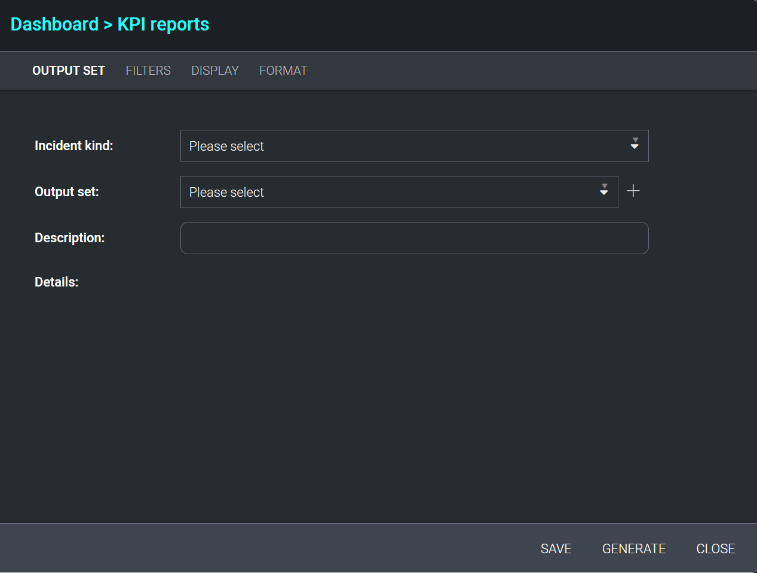 Dashboard > KPI reports
OUTPUT SET FILTERS DISPLAY FORMAT
Incident kind: Please select
Output set: Please select
Description:
Details:
SAVE GENERATE CLOSE